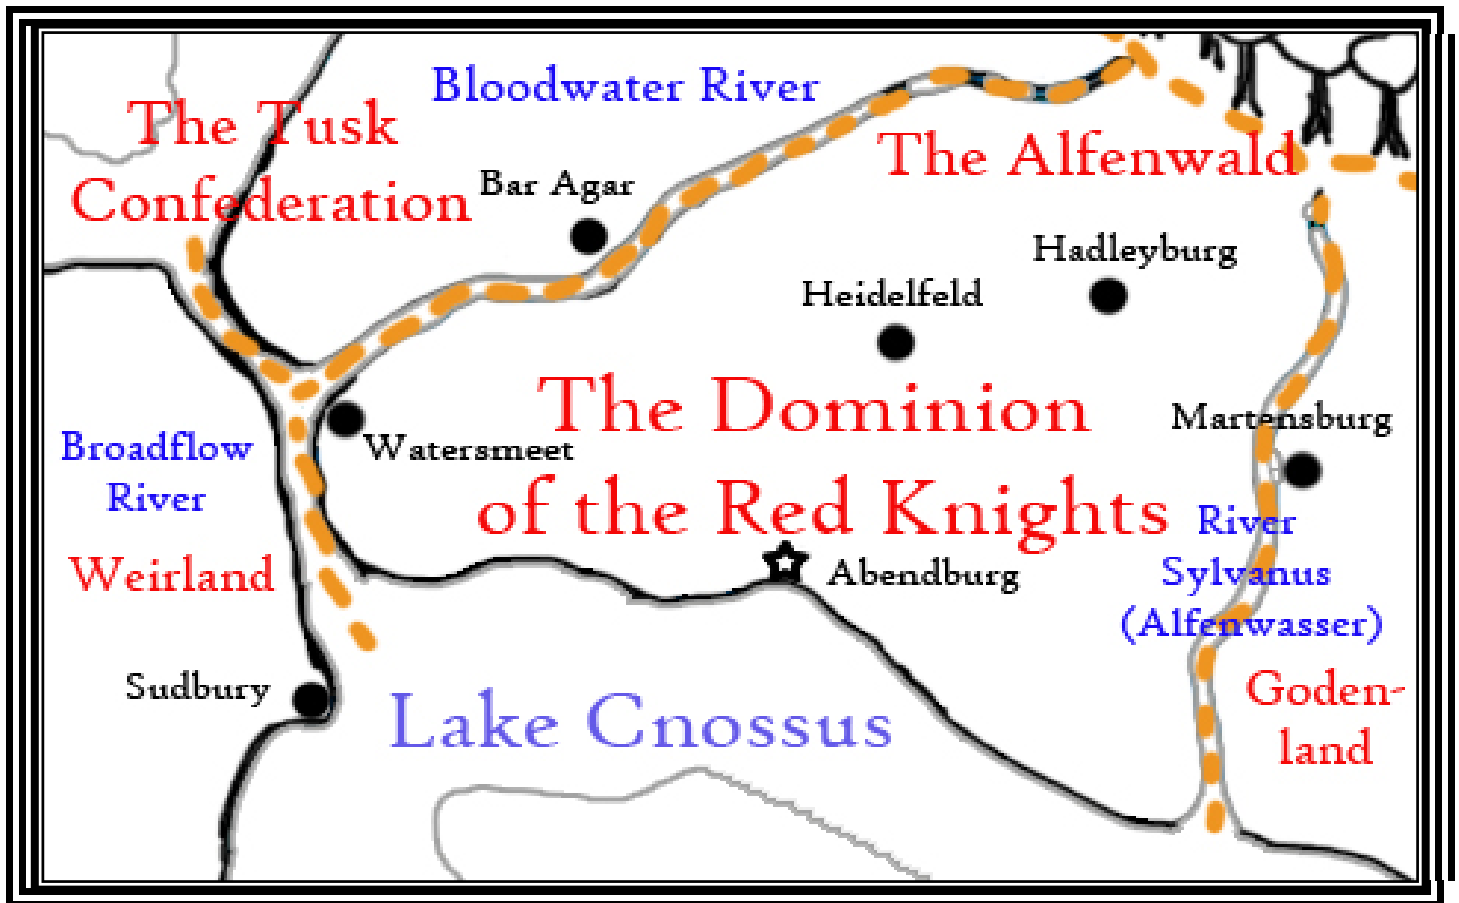 Bloodwater River
The Tusk
Confederation
The Alfenwald
Bar Agar
Hadleyburg
Heidelfeld
The Dominion
of the Red Knights
Martensburg
Watersmeet
Broadflow
River
River
Sylvanus
(Alfenwasser)
Weirland
Abendburg
Sudbury
Lake Cnossus
Goden-
land